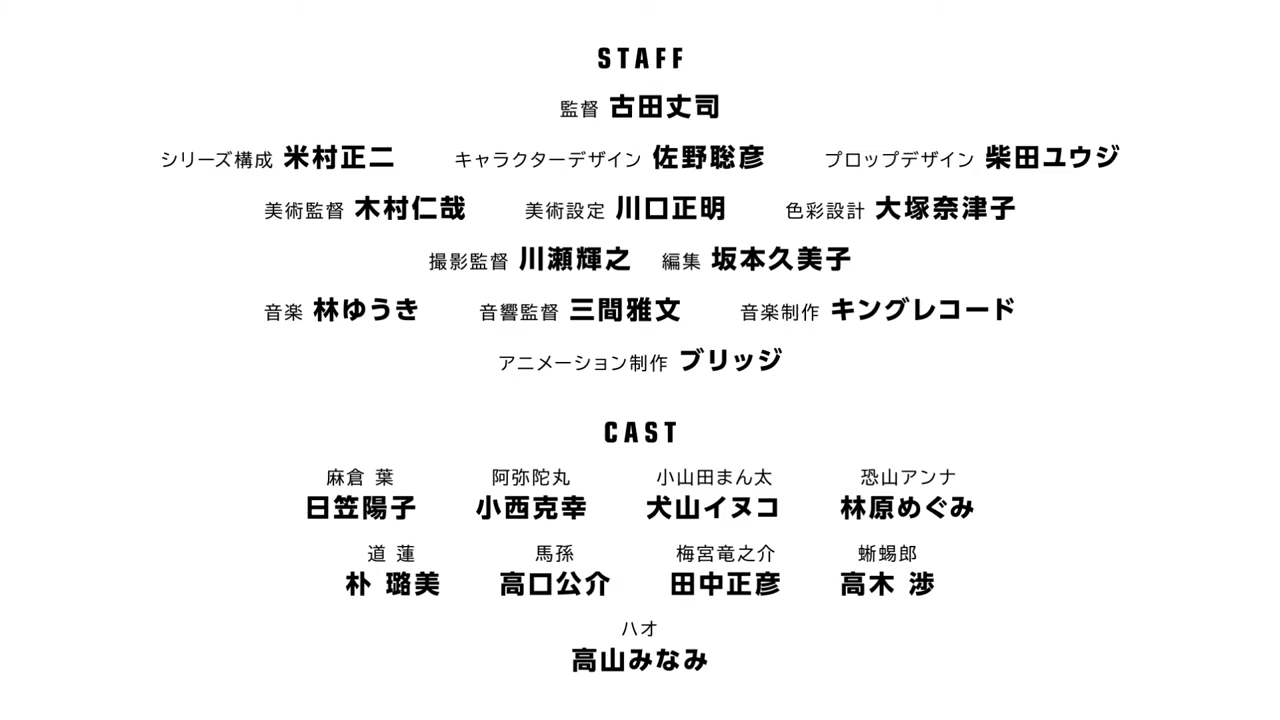 STAFF
監督 古田丈司
シリーズ構成 米村正二 キャラクターデザイン 佐野聡彦 プロップデザイン 柴田ユウジ
美術監督 木村仁哉 美術設定 川口正明 色彩設計 大塚奈津子
撮影監督 川瀬輝之 編集 坂本久美子
音楽 林ゆうき 音響監督 三間雅文 音楽制作 キングレコード
アニメーション制作 ブリッジ
CAST
麻倉 葉 阿弥陀丸 小山田まん太 恐山アンナ
日笠陽子 小西克幸 犬山イヌコ 林原めぐみ
道 蓮 馬孫 梅宮竜之介 蜥蜴郎
朴 璐美 高口公介 田中正彦 高木 渉
ハオ
高山みなみ